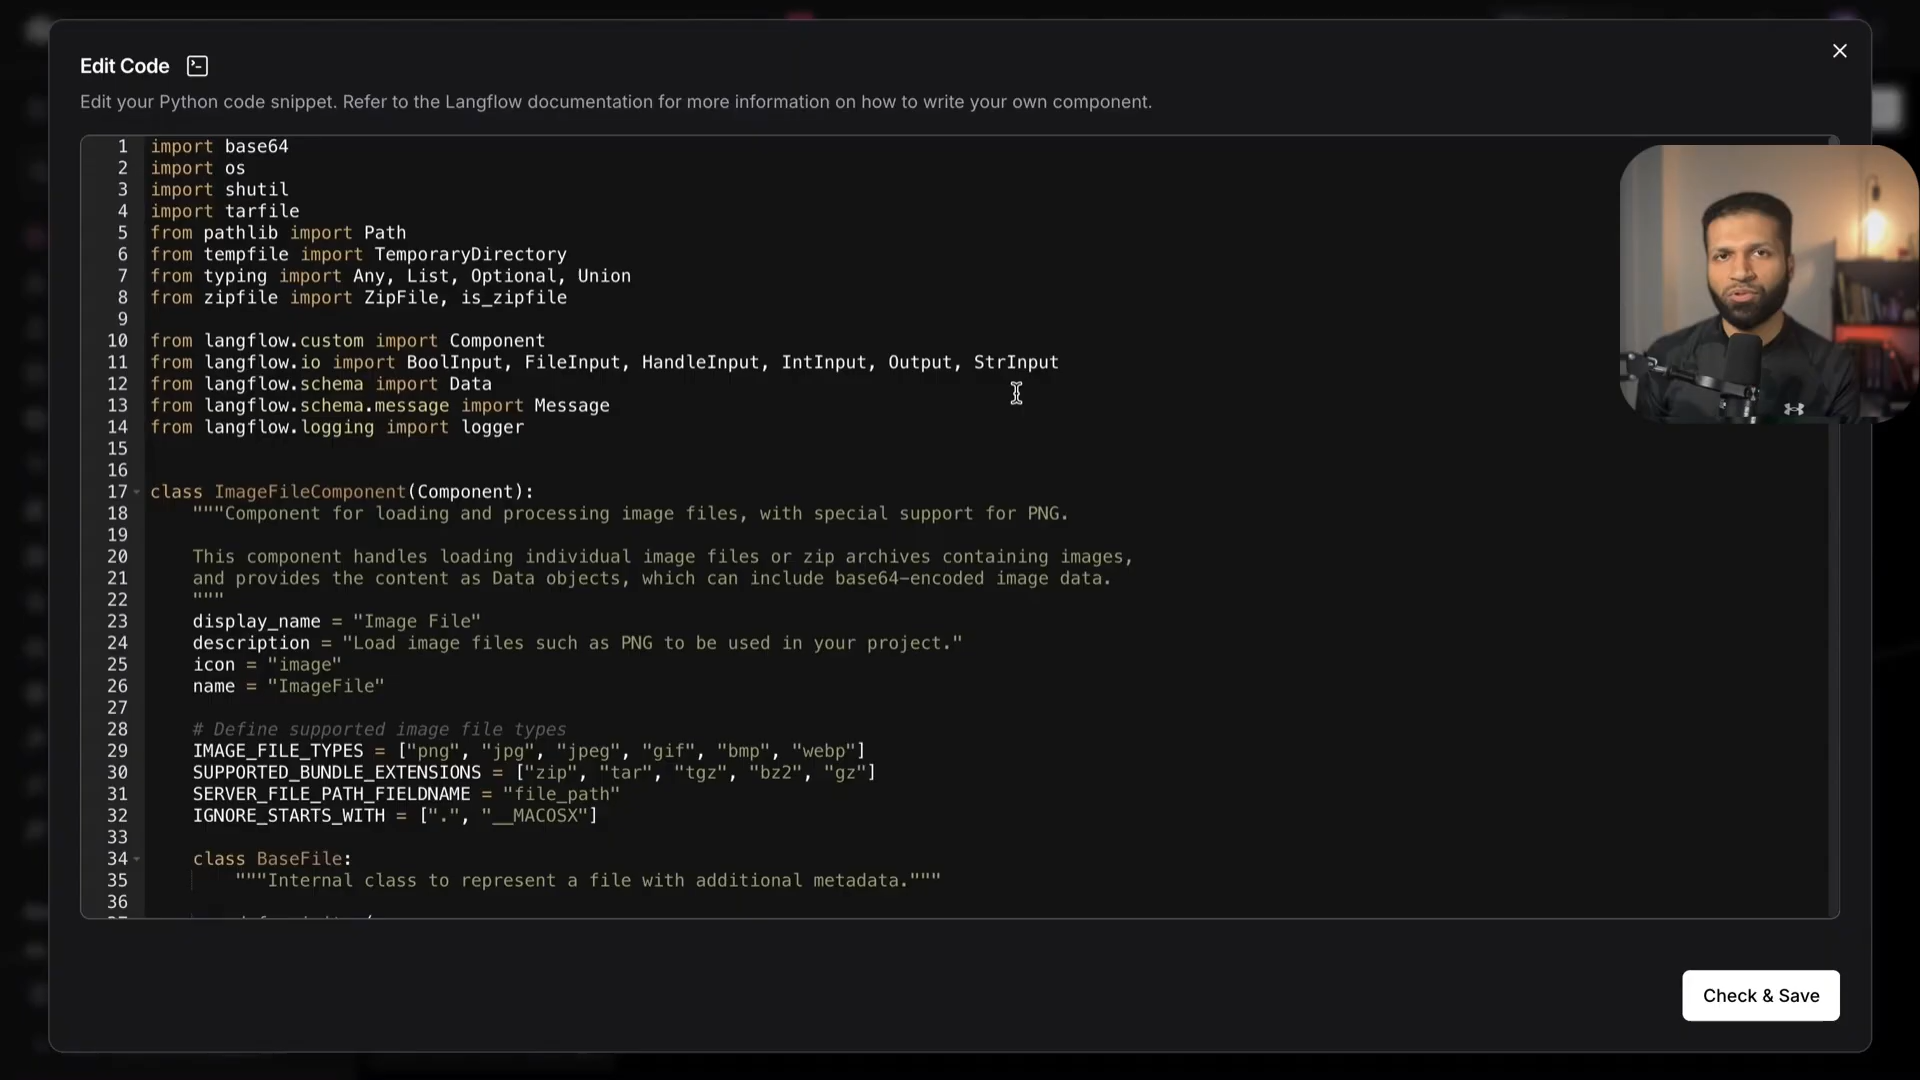 Edit Code
Edit your Python code snippet. Refer to the Langflow documentation for more information on how to write your own component.
1 import base64
2 import os
3 import shutil
4 import tarfile
5 from pathlib import Path
6 from tempfile import TemporaryDirectory
7 from typing import Any, List, Optional, Union
8 from zipfile import ZipFile, is_zipfile
9
10 from langflow.custom import Component
11 from langflow.io import BoolInput, FileInput, HandleInput, IntInput, Output, StrInput
12 from langflow.schema import Data
13 from langflow.schema.message import Message
14 from langflow.logging import logger
15
16
17 class ImageFileComponent(Component):
18     """Component for loading and processing image files, with special support for PNG.
19
20     This component handles loading individual image files or zip archives containing images,
21     and provides the content as Data objects, which can include base64-encoded image data.
22     """
23     display_name = "Image File"
24     description = "Load image files such as PNG to be used in your project."
25     icon = "image"
26     name = "ImageFile"
27
28     # Define supported image file types
29     IMAGE_FILE_TYPES = ["png", "jpg", "jpeg", "gif", "bmp", "webp"]
30     SUPPORTED_BUNDLE_EXTENSIONS = ["zip", "tar", "tgz", "bz2", "gz"]
31     SERVER_FILE_PATH_FIELDNAME = "file_path"
32     IGNORE_STARTS_WITH = [".", "__MACOSX"]
33
34     class BaseFile:
35         """Internal class to represent a file with additional metadata."""
36
Check & Save